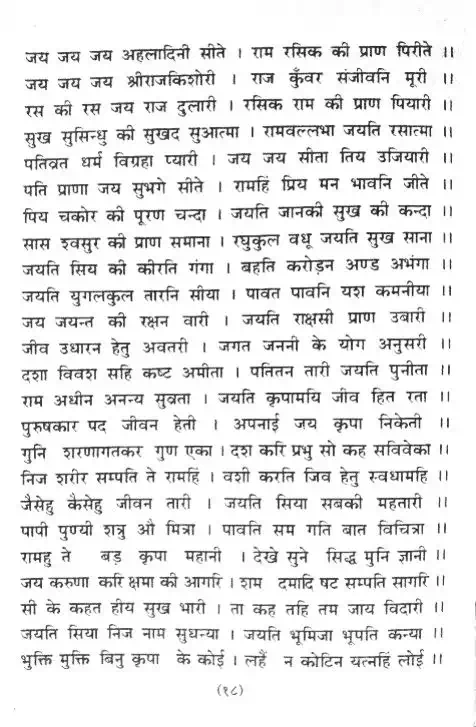 जय जय जय अहलादिनी सीते । राम रसिक की प्राण पिरीते ।।
जय जय जय श्रीराजकिशोरी । राज कुँवर संजीवनि मूरी ।।
रस की रस जय राज दुलारी । रसिक राम की प्राण पियारी ।।
सुख सुसिन्धु की सुखद सुआत्मा । रामवल्लभा जयति रसात्मा ।।
पतिव्रत धर्म विग्रहा प्यारी । जय जय सीता तिय उजियारी ।।
पति प्राणा जय सुभगे सीते । रामहिं प्रिय मन भावनि जीते ।।
पिय चकोर की पूरण चन्दा । जयति जानकी सुख की कन्दा ।।
सास श्वसुर की प्राण समाना । रघुकुल वधू जयति सुख साना ।।
जयति सिय की कीरति गंगा । बहति करोड़न अण्ड अभंगा ।।
जयति युगलकुल तारनि सीया । पावत पावनि यश कमनीया ।।
जय जयन्त की रक्षन वारी । जयति राक्षसी प्राण उबारी ।।
जीव उधारन हेतु अवतरी । जगत जननी के योग अनुसरी ।।
दशा विवश सहि कष्ट अमीता । पतितन तारी जयति पुनीता ।।
राम अधीन अनन्य सुव्रता । जयति कृपामयि जीव हित रता ।।
पुरुषकार पद जीवन हेती । अपनाई जय कृपा निकेती ।।
गुनि शरणागतकर गुण एका । दश करि प्रभु सो कह सविवेका ।।
निज शरीर सम्पति ते रामहिं । वशी करति जिव हेतु स्वधामहि ।।
जैसेहु कैसेहु जीवन तारी । जयति सिया सबकी महतारी ।।
पापी पुण्यी शत्रु औ मित्रा । पावति सम गति बात विचित्रा ।।
रामहु ते बड़ कृपा महानी । देखे सुने सिद्ध मुनि ज्ञानी ।।
जय करुणा करि क्षमा की आगरि । शम दमादि षट सम्पति सागरि ।।
सी के कहत हीय सुख भारी । ता कह तहि तम जाय विदारी ।।
जयति सिया निज नाम सुधन्या । जयति भूमिजा भूपति कन्या ।।
भुक्ति मुक्ति बिनु कृपा के कोई । लहैं न कोटिन यत्नहिं लोई ।।
(१८)